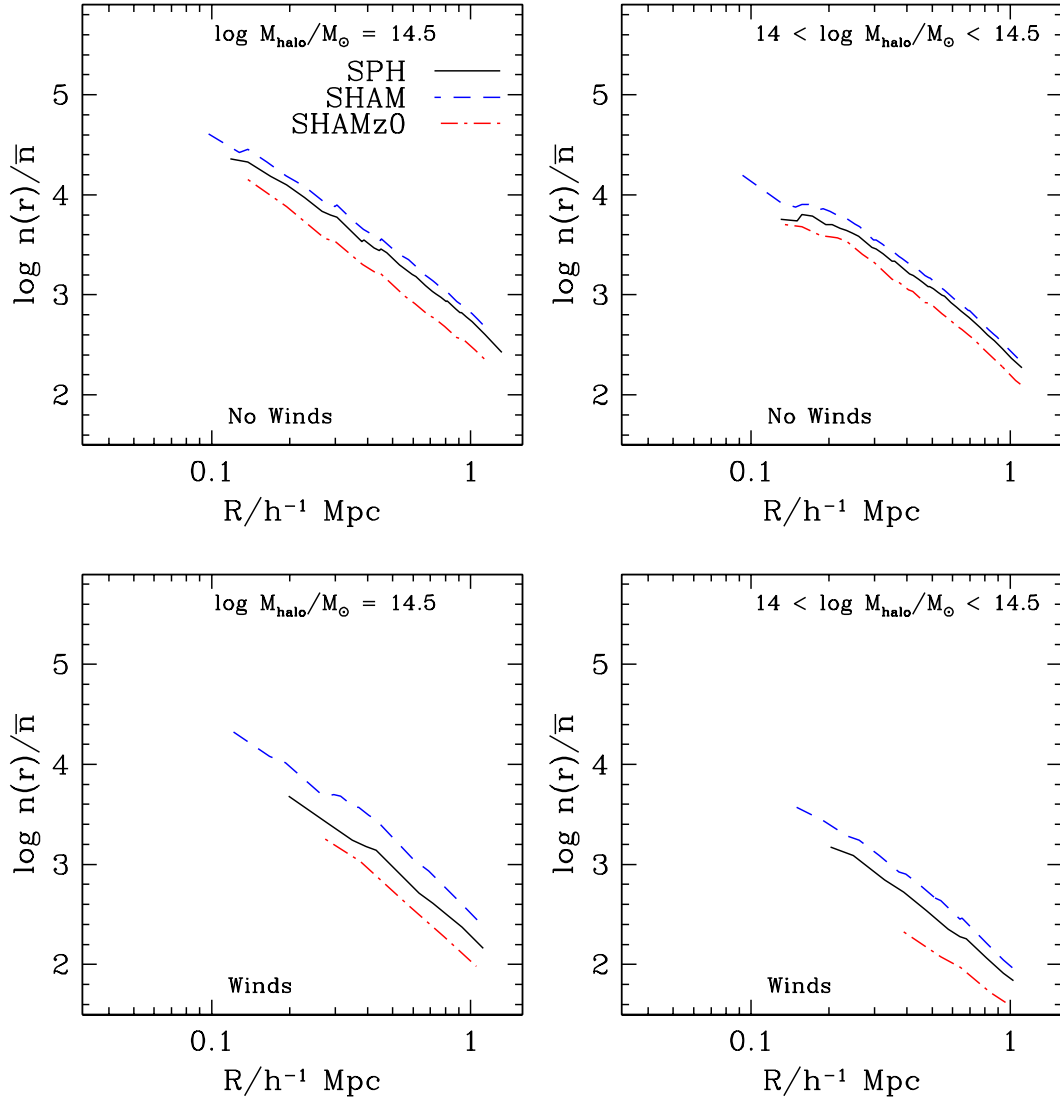 log M_halo/M_⊙ = 14.5
SPH
SHAM
SHAMz0
5
4
3
2
log n(r)/n̅
No Winds
0.1 1
R/h⁻¹ Mpc
14 < log M_halo/M_⊙ < 14.5
5
4
3
2
log n(r)/n̅
No Winds
0.1 1
R/h⁻¹ Mpc
log M_halo/M_⊙ = 14.5
5
4
3
2
log n(r)/n̅
Winds
0.1 1
R/h⁻¹ Mpc
14 < log M_halo/M_⊙ < 14.5
5
4
3
2
log n(r)/n̅
Winds
0.1 1
R/h⁻¹ Mpc